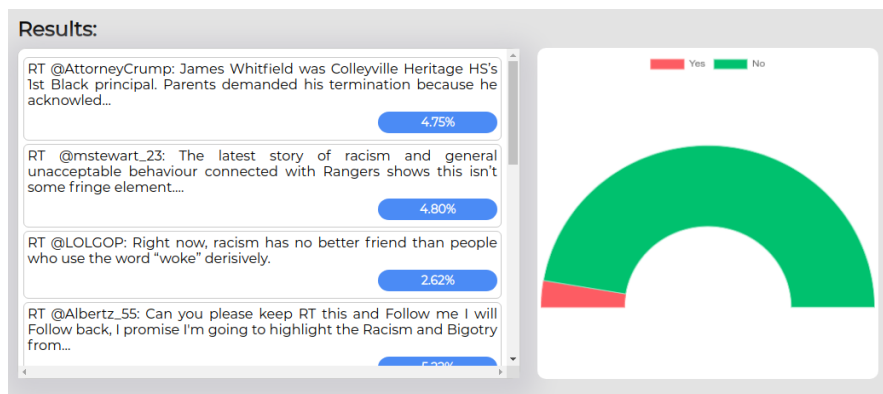 Results:
RT @AttorneyCrump: James Whitfield was Colleyville Heritage HS’s
1st Black principal. Parents demanded his termination because he
acknowled...
4.75%
RT @mstewart_23: The latest story of racism and general
unacceptable behaviour connected with Rangers shows this isn’t
some fringe element....
4.80%
RT @LOLGOP: Right now, racism has no better friend than people
who use the word “woke” derisively.
2.62%
RT @Albertz_55: Can you please keep RT this and Follow me I will
Follow back, I promise I'm going to highlight the Racism and Bigotry
from...
Yes No